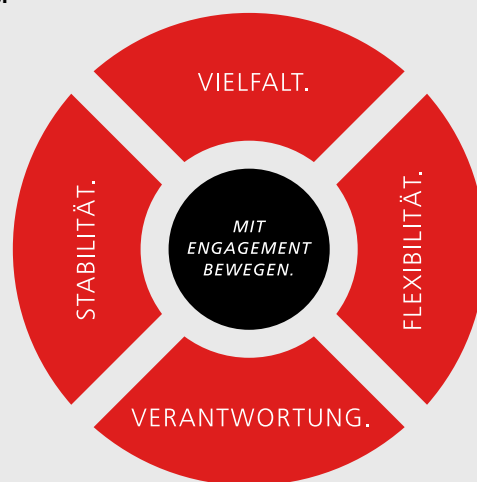 VIELFALT.
STABILITÄT.
MIT
ENGAGEMENT
BEWEGEN.
FLEXIBILITÄT.
VERANTWORTUNG.